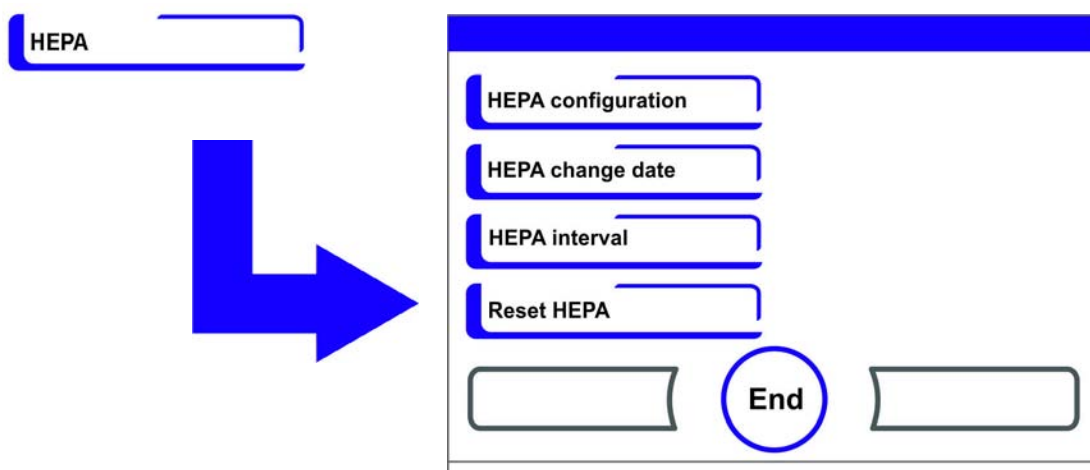 HEPA
HEPA configuration
HEPA change date
HEPA interval
Reset HEPA
End